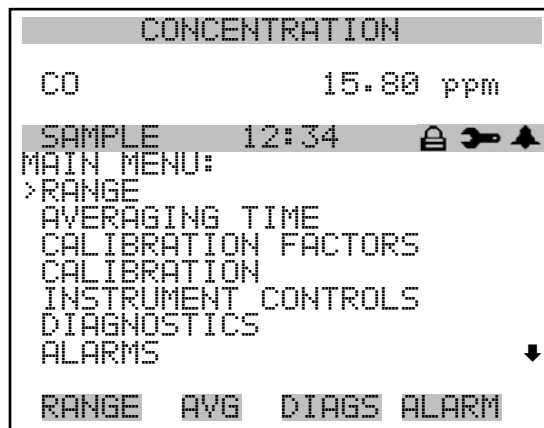 CONCENTRATION
CO 15.80 ppm
SAMPLE 12:34
MAIN MENU:
>RANGE
AVERAGING TIME
CALIBRATION FACTORS
CALIBRATION
INSTRUMENT CONTROLS
DIAGNOSTICS
ALARMS
RANGE AVG DIAGS ALARM